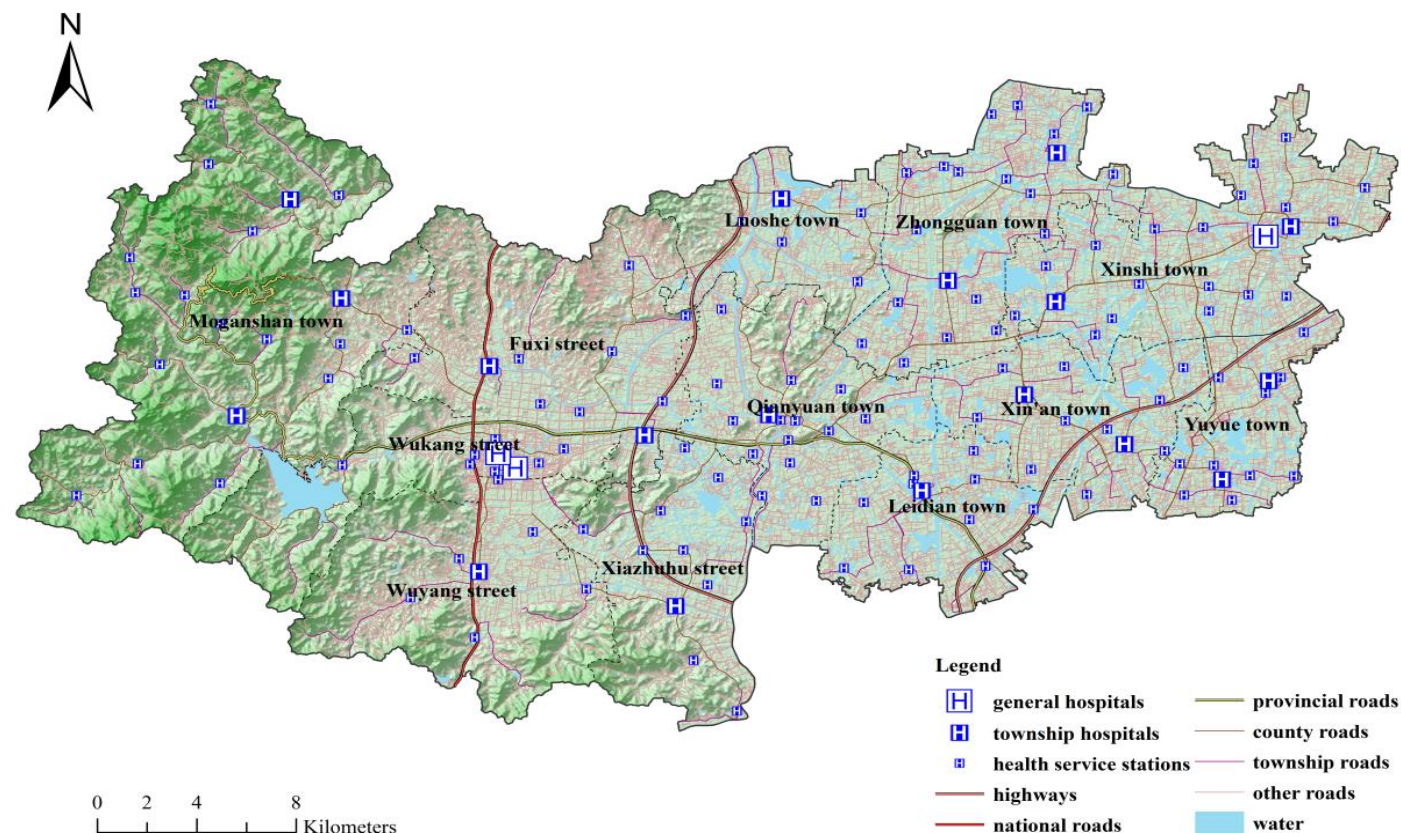 N
Luoshe town
Zhongguan town
Xinshi town
Moganshan town
Fuxi street
Qianyuan town
Xin'an town
Yuyue town
Wukang street
Leidian town
Xiazhuhu street
Wuyang street
Legend
general hospitals
township hospitals
health service stations
highways
national roads
provincial roads
county roads
township roads
other roads
water
0 2 4 8
Kilometers